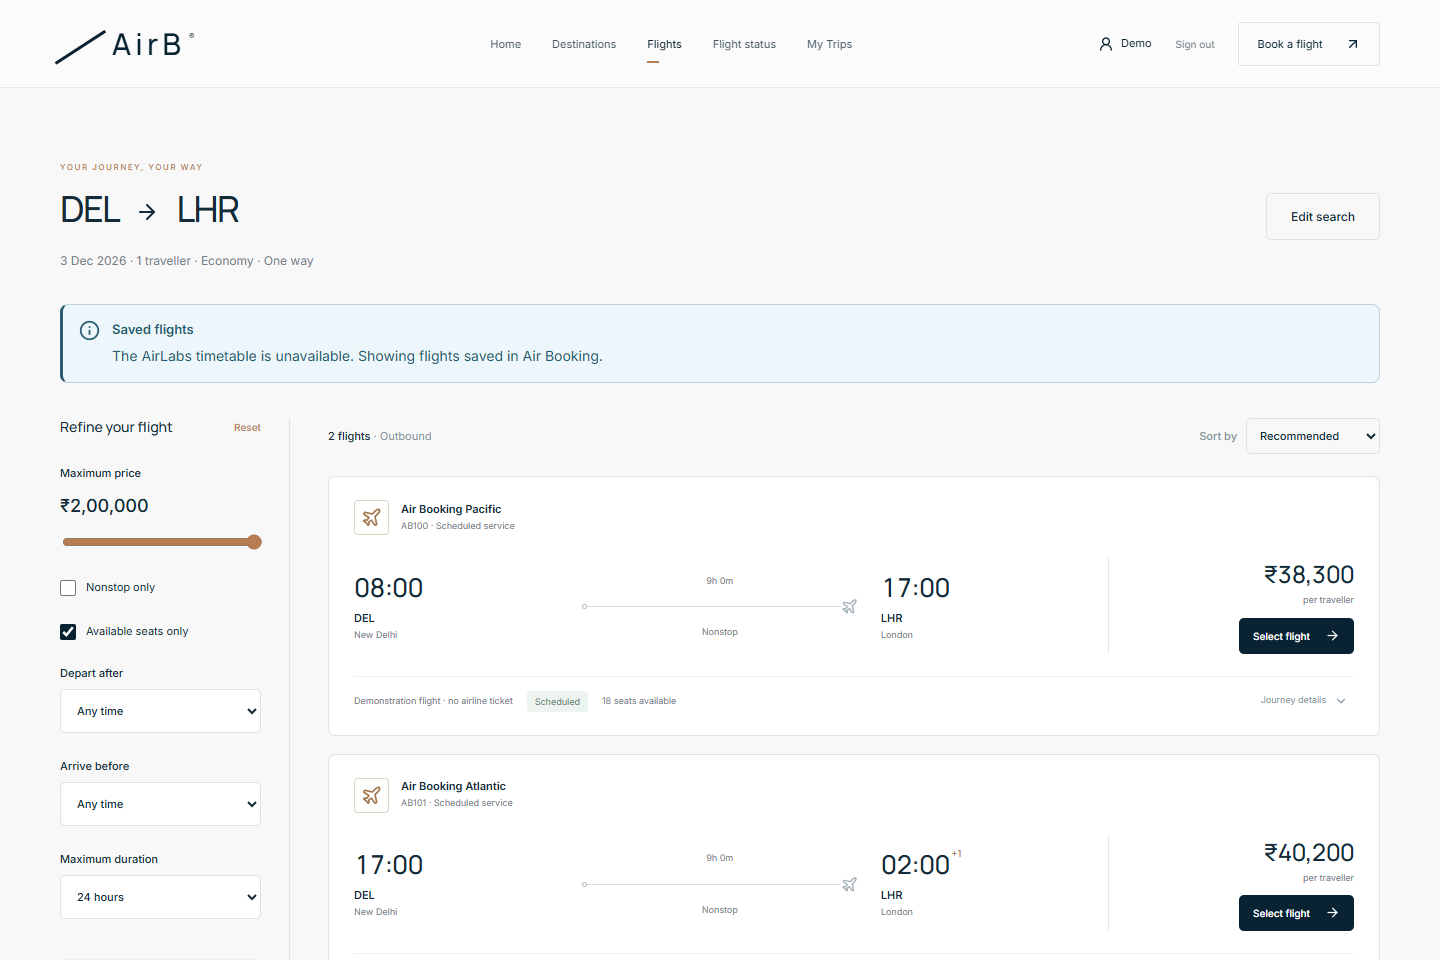 AirB®
Home
Destinations
Flights
Flight status
My Trips
Demo
Sign out
Book a flight
YOUR JOURNEY, YOUR WAY
DEL → LHR
Edit search
3 Dec 2026 · 1 traveller · Economy · One way
Saved flights
The AirLabs timetable is unavailable. Showing flights saved in Air Booking.
Refine your flight
Reset
Maximum price
₹2,00,000
Nonstop only
Available seats only
Depart after
Any time
Arrive before
Any time
Maximum duration
24 hours
2 flights · Outbound
Sort by
Recommended
Air Booking Pacific
AB100 · Scheduled service
08:00
DEL
New Delhi
9h 0m
Nonstop
17:00
LHR
London
₹38,300
per traveller
Select flight →
Demonstration flight · no airline ticket
Scheduled
18 seats available
Journey details
Air Booking Atlantic
AB101 · Scheduled service
17:00
DEL
New Delhi
9h 0m
Nonstop
02:00 +1
LHR
London
₹40,200
per traveller
Select flight →